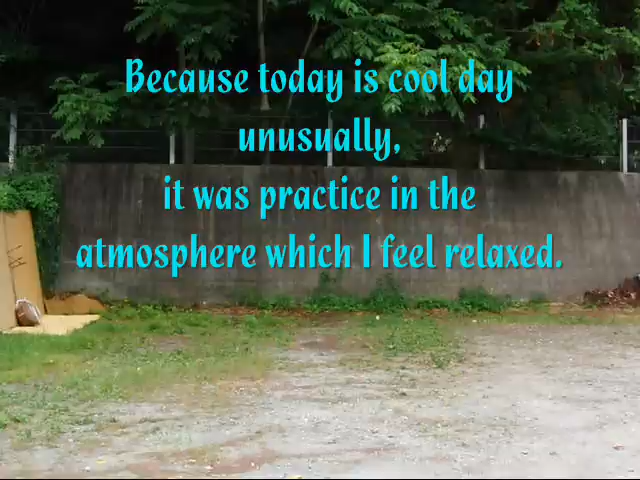 Because today is cool day
unusually,
it was practice in the
atmosphere which I feel relaxed.